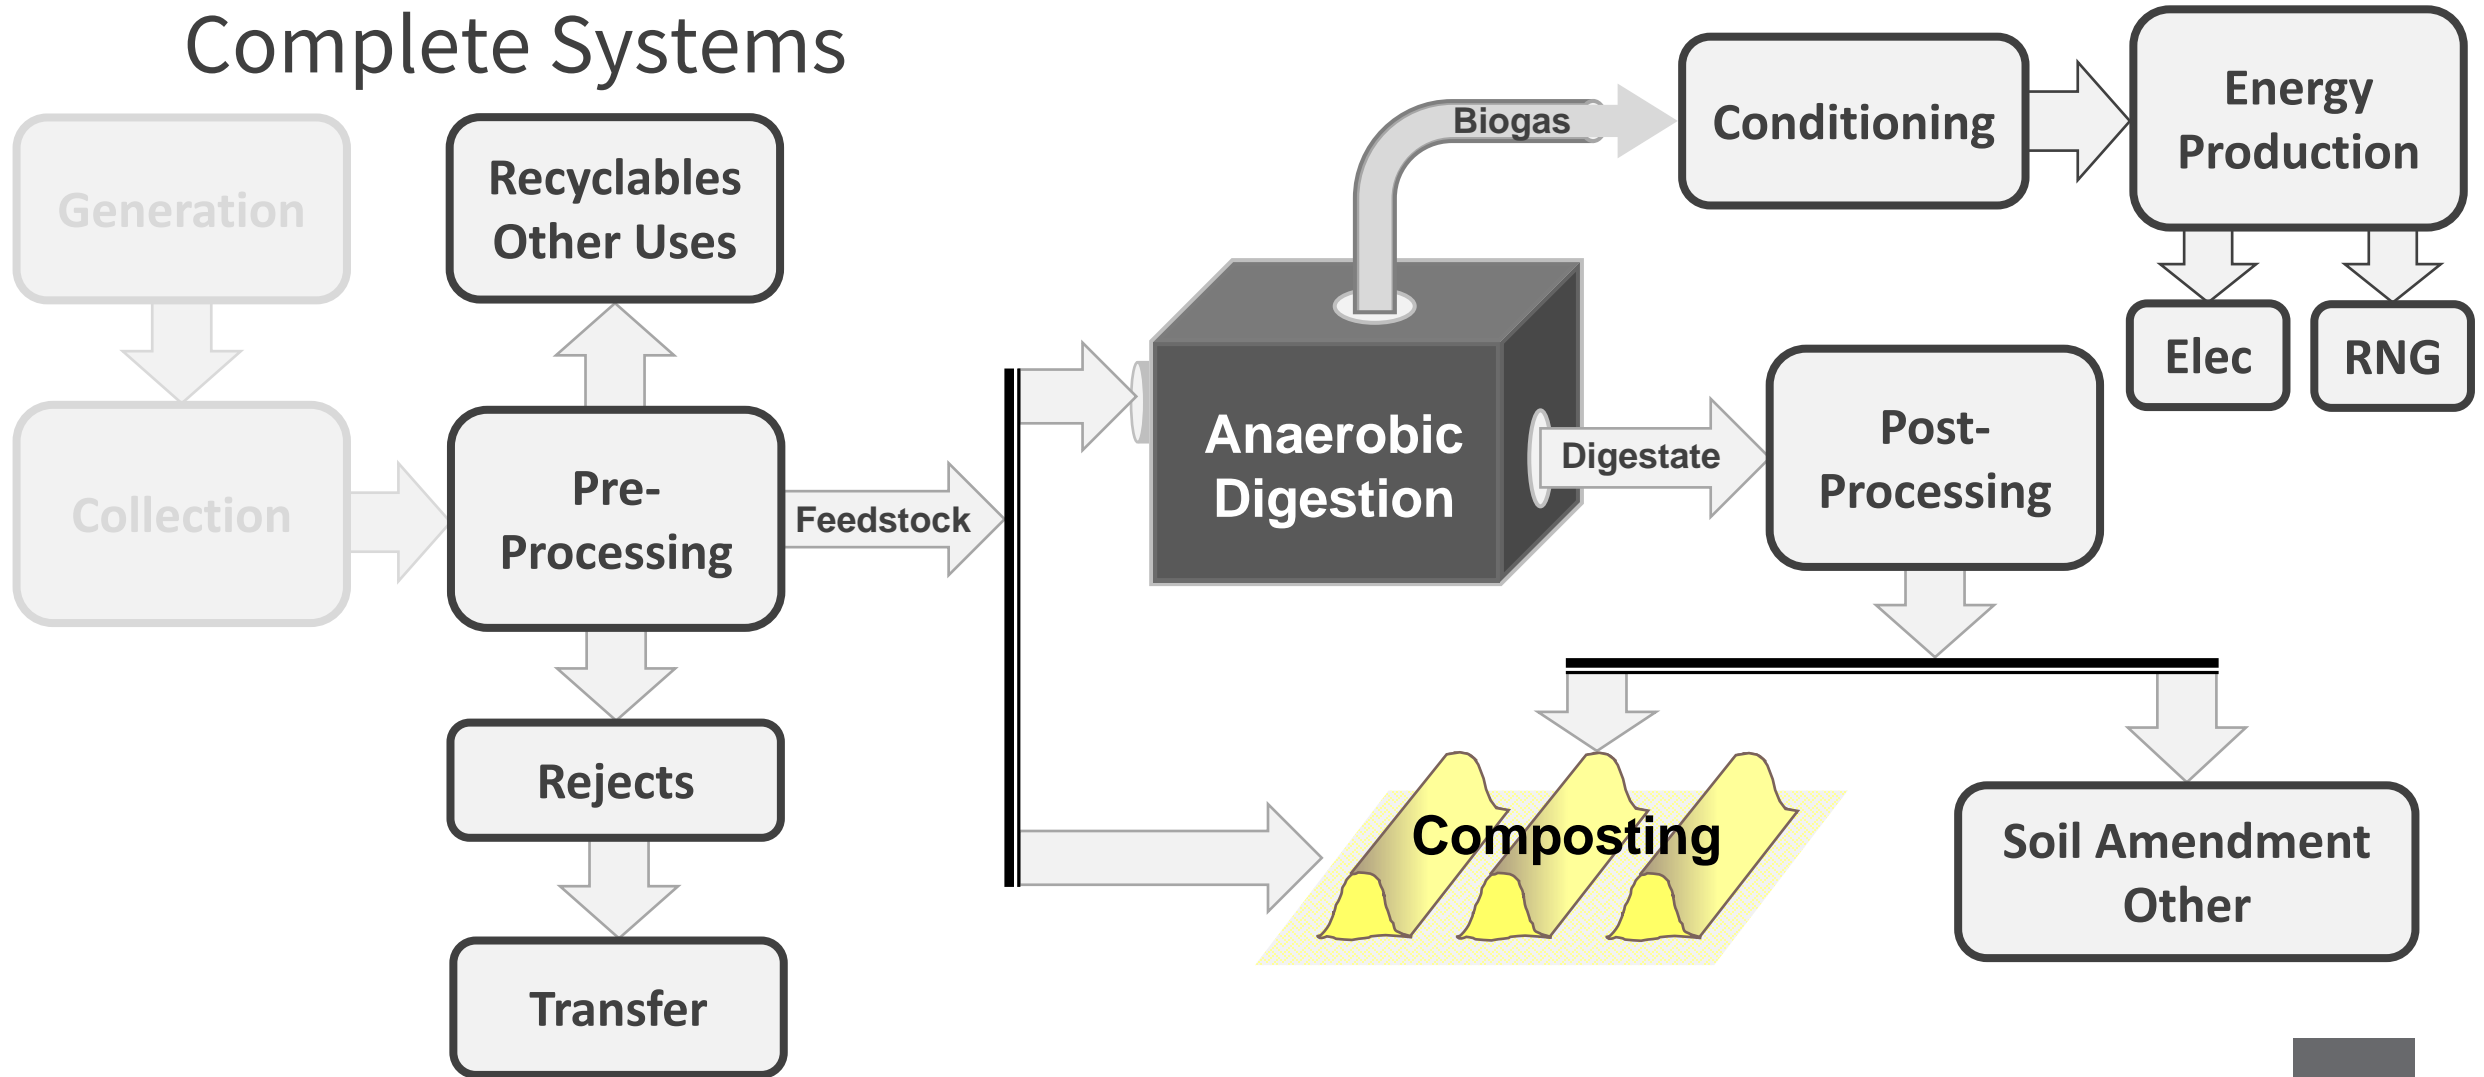 Complete Systems
Generation
Collection
Recyclables
Other Uses
Pre-
Processing
Rejects
Transfer
Feedstock
Anaerobic
Digestion
Biogas
Conditioning
Energy
Production
Elec
RNG
Digestate
Post-
Processing
Composting
Soil Amendment
Other